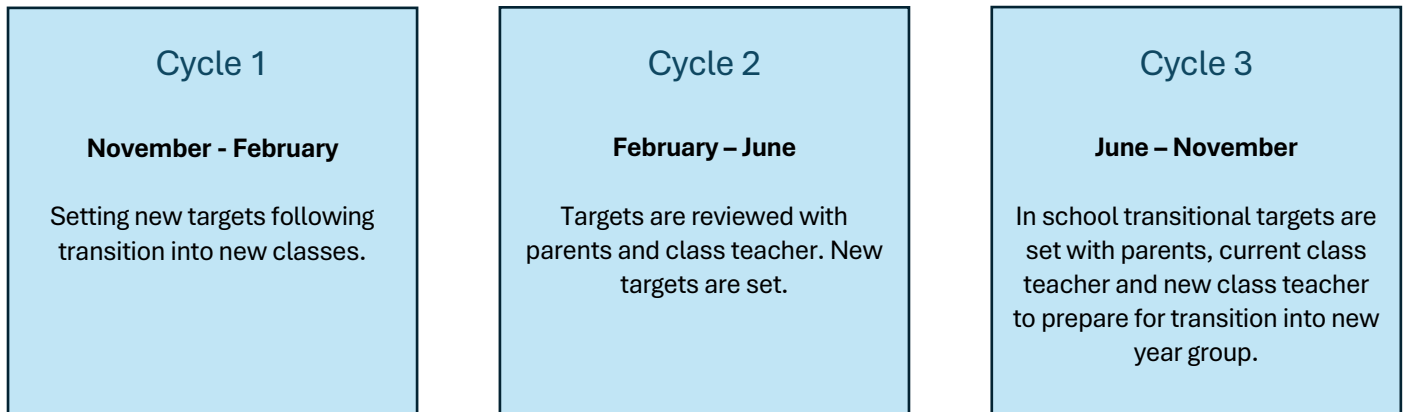 Cycle 1
November - February
Setting new targets following
transition into new classes.
Cycle 2
February – June
Targets are reviewed with
parents and class teacher. New
targets are set.
Cycle 3
June – November
In school transitional targets are
set with parents, current class
teacher and new class teacher
to prepare for transition into new
year group.